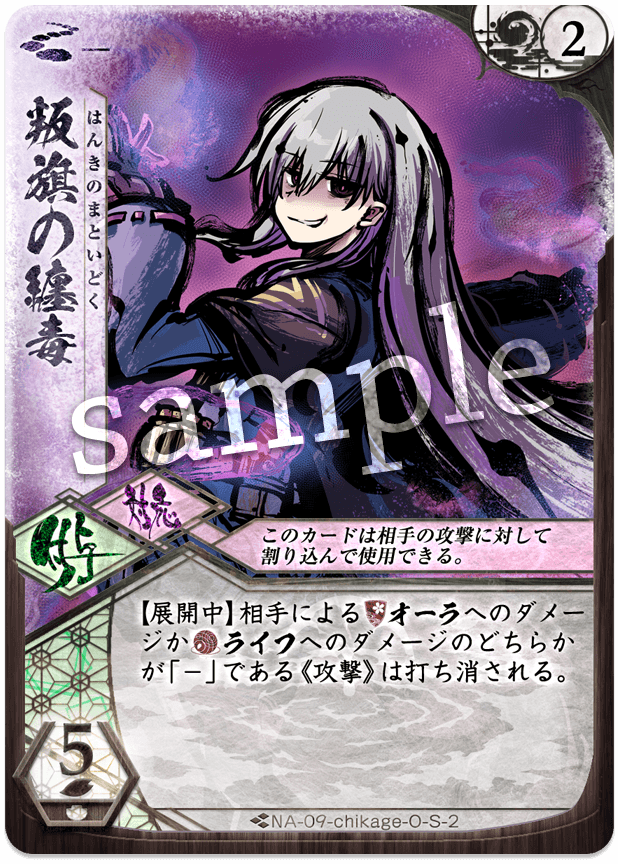 2
叛旗の纏毒
はんきのまといどく
sample
付与
対応
このカードは相手の攻撃に対して
割り込んで使用できる。
【展開中】相手によるオーラへのダメー
ジかライフへのダメージのどちらか
が「－」である《攻撃》は打ち消される。
5
NA-09-chikage-O-S-2